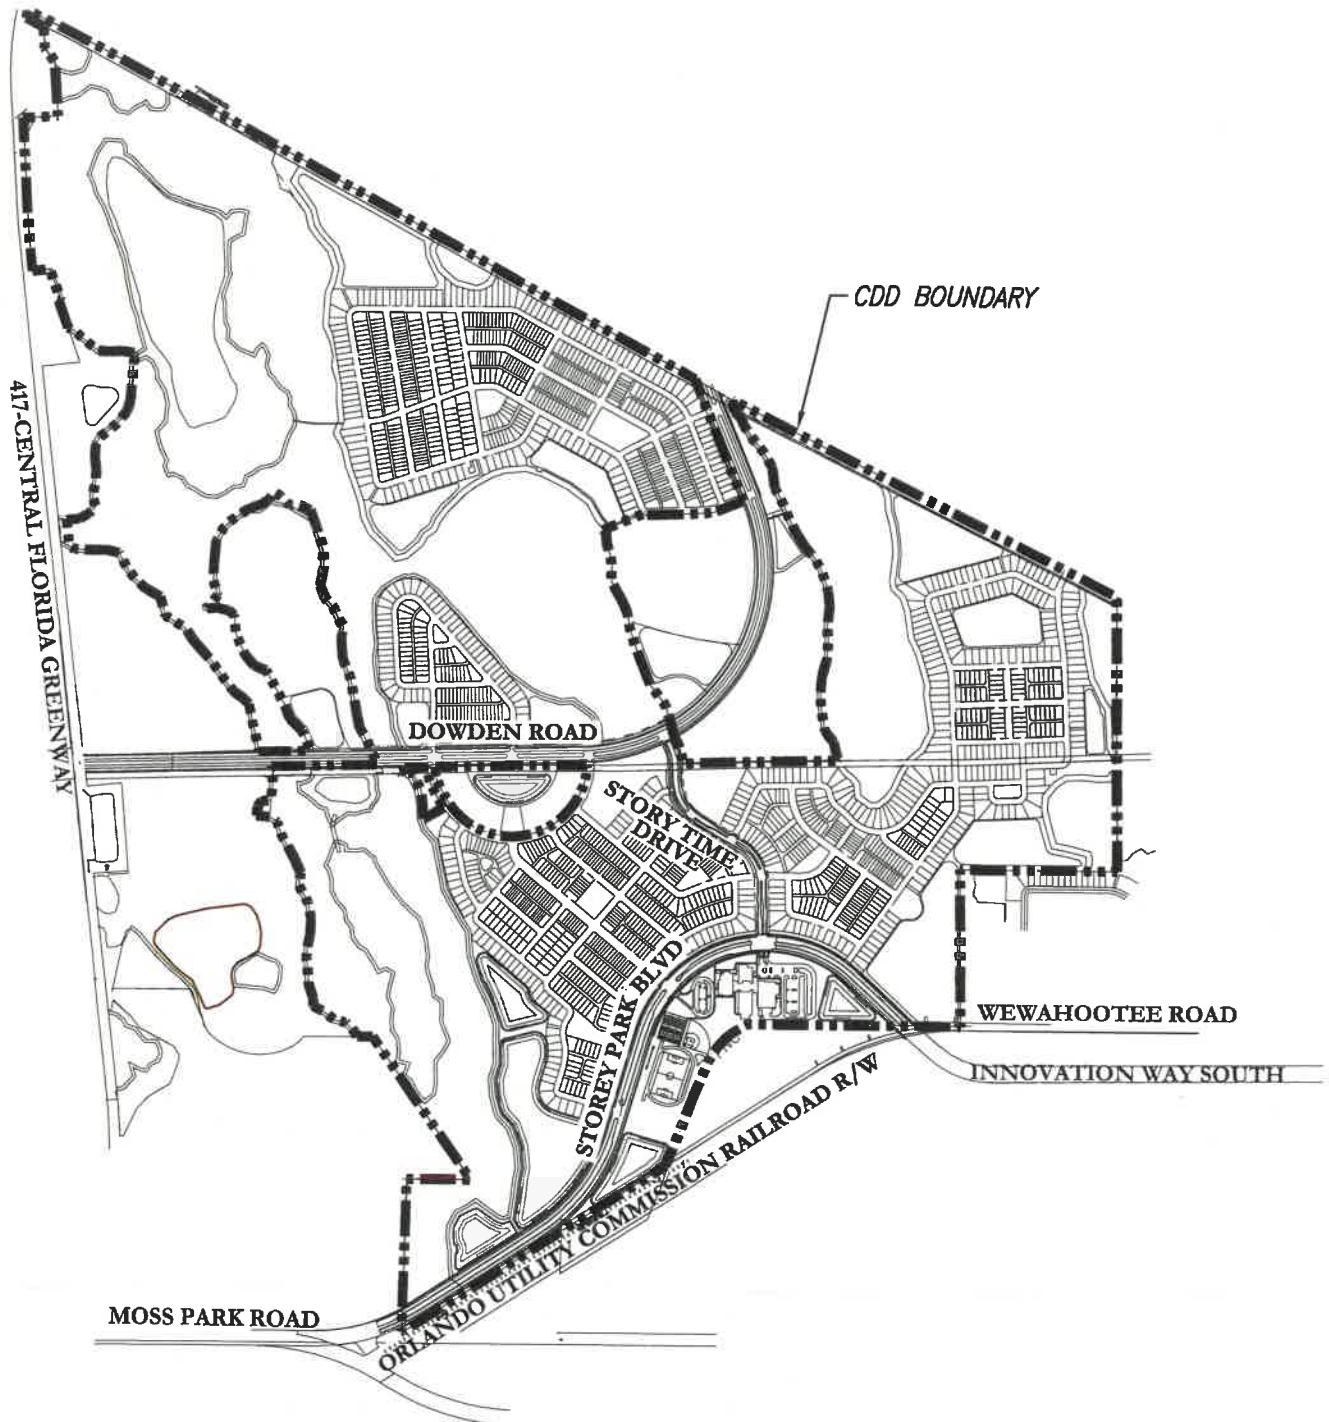 CDD BOUNDARY
417-CENTRAL FLORIDA GREENWAY
DOWDEN ROAD
STORY TIME
DRIVE
STOREY PARK BLVD
WEWAHOOTEE ROAD
INNOVATION WAY SOUTH
ORLANDO UTILITY COMMISSION RAILROAD R/W
MOSS PARK ROAD